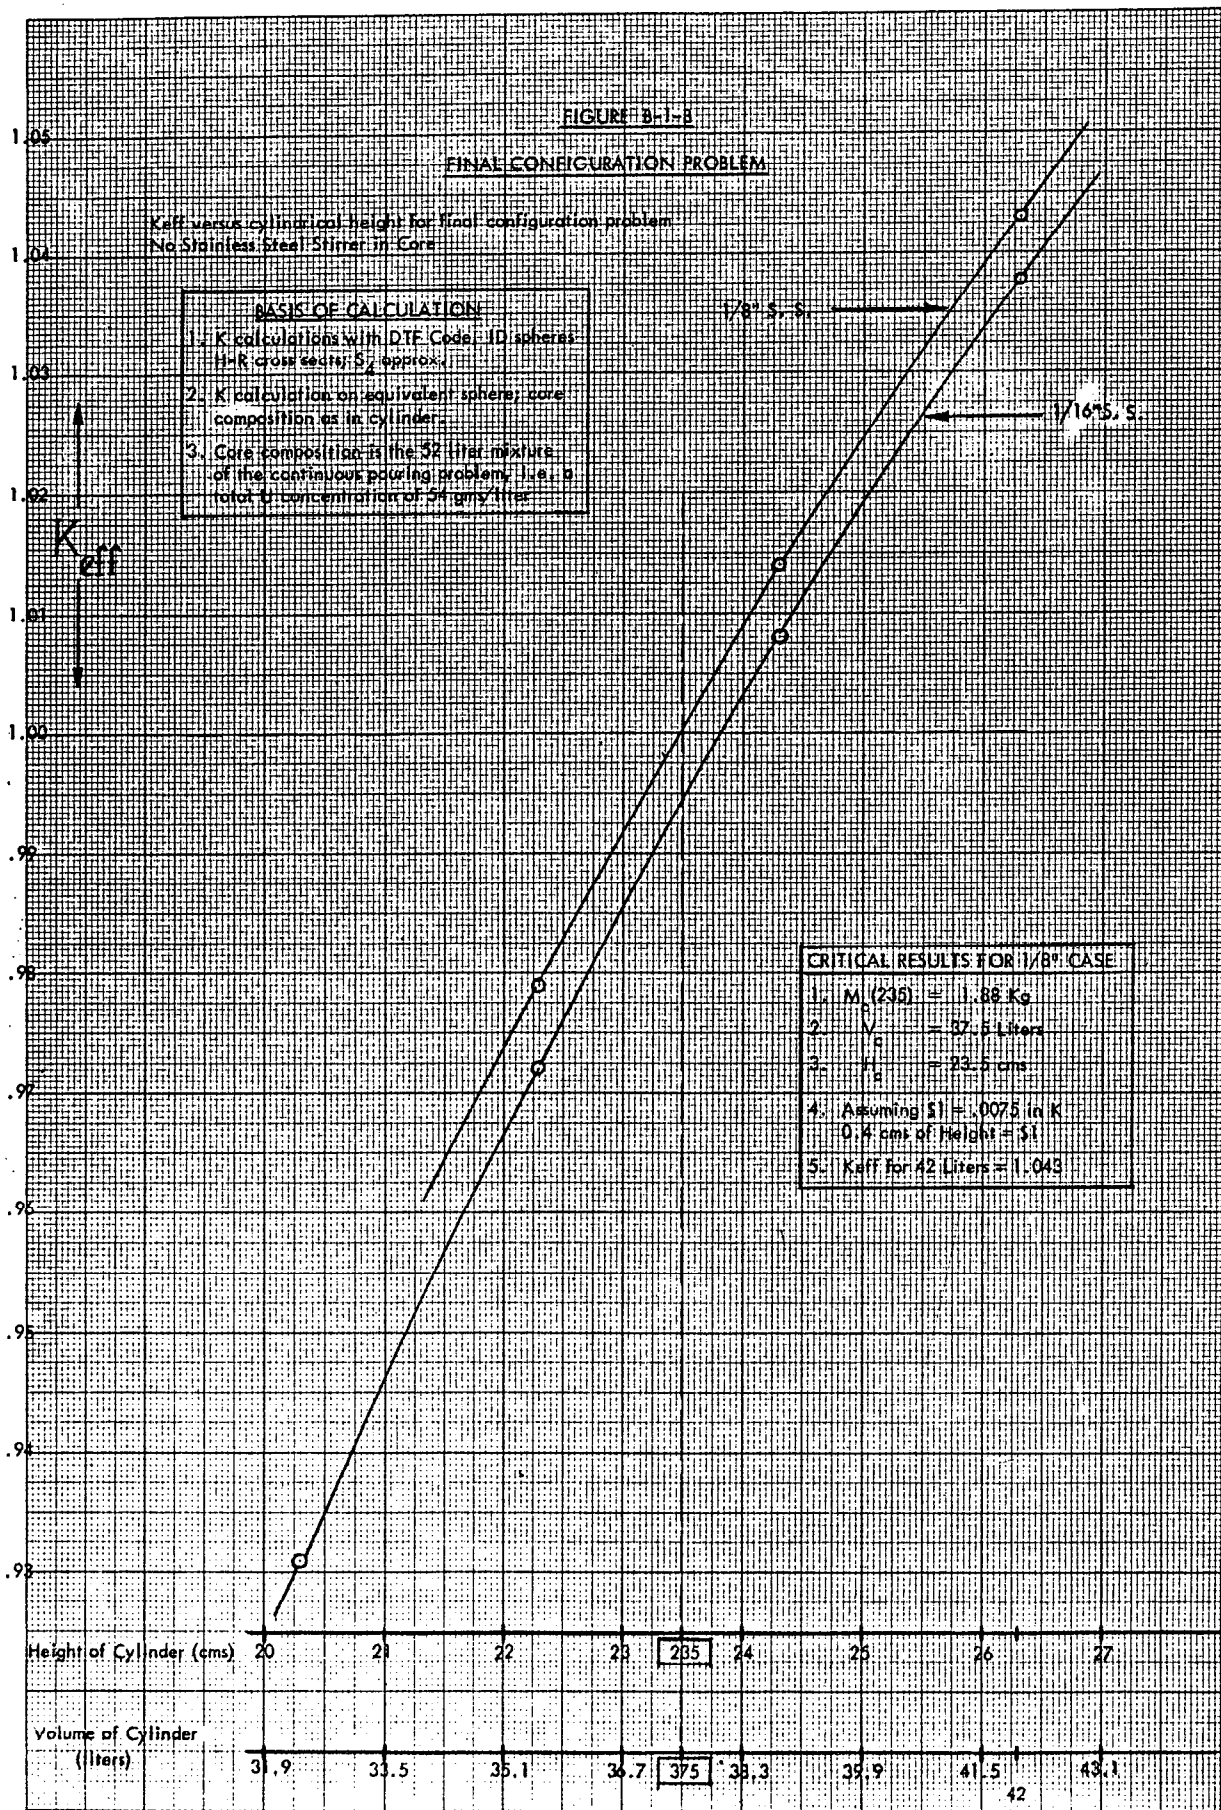 FIGURE B-1-3
FINAL CONFIGURATION PROBLEM
Keff versus cylindrical height for final configuration problem
No Stainless Steel Stirrer in Core
BASIS OF CALCULATION
1. K calculations with DTF Code, 1D spheres
H-R cross sects; S4 approx.
2. K calculation on equivalent sphere; core
composition as in cylinder.
3. Core composition is the 52 liter mixture
of the continuous pouring problem, i.e. a
total U concentration of 54 gms/liter
1/8" S. S.
1/16" S. S.
1.05
1.04
1.03
1.02
Keff
1.01
1.00
.99
.98
.97
.96
.95
.94
.93
CRITICAL RESULTS FOR 1/8" CASE
1. Mc(235) = 1.88 Kg
2. Vc = 37.5 Liters
3. Hc = 23.5 cms
4. Assuming $1 = .0075 in K
0.4 cms of Height = $1
5. Keff for 42 Liters = 1.043
Height of Cylinder (cms) 20 21 22 23 235 24 25 26 27
Volume of Cylinder
(liters) 31.9 33.5 35.1 36.7 375 38.3 39.9 41.5 43.1
42